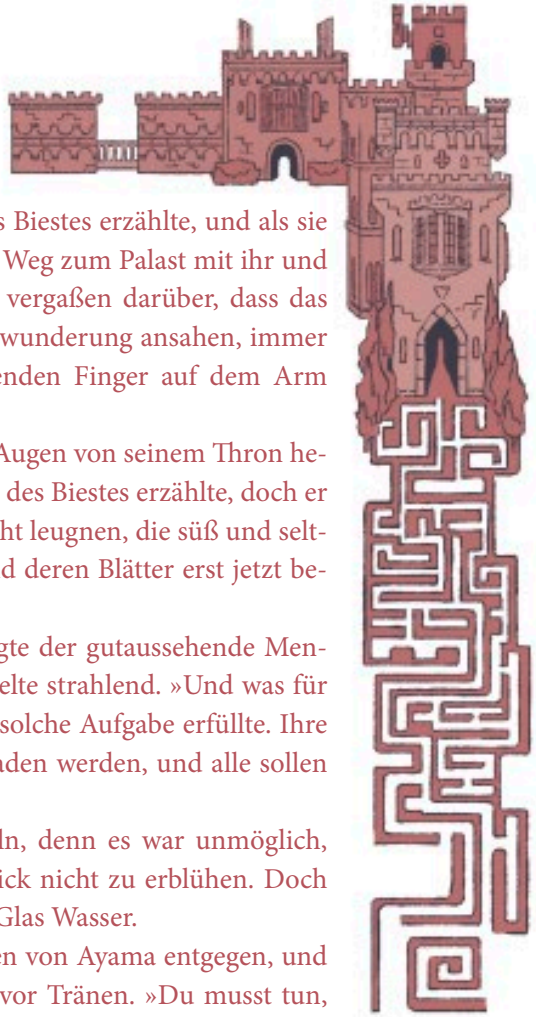 s Biestes erzählte, und als sie
Weg zum Palast mit ihr und
vergaßen darüber, dass das
wunderung ansahen, immer
enden Finger auf dem Arm
Augen von seinem Thron he-
des Biestes erzählte, doch er
ht leugnen, die süß und selt-
d deren Blätter erst jetzt be-
gte der gutaussehende Men-
elte strahlend. »Und was für
solche Aufgabe erfüllte. Ihre
aden werden, und alle sollen
ln, denn es war unmöglich,
ick nicht zu erblühen. Doch
Glas Wasser.
en von Ayama entgegen, und
vor Tränen. »Du musst tun,